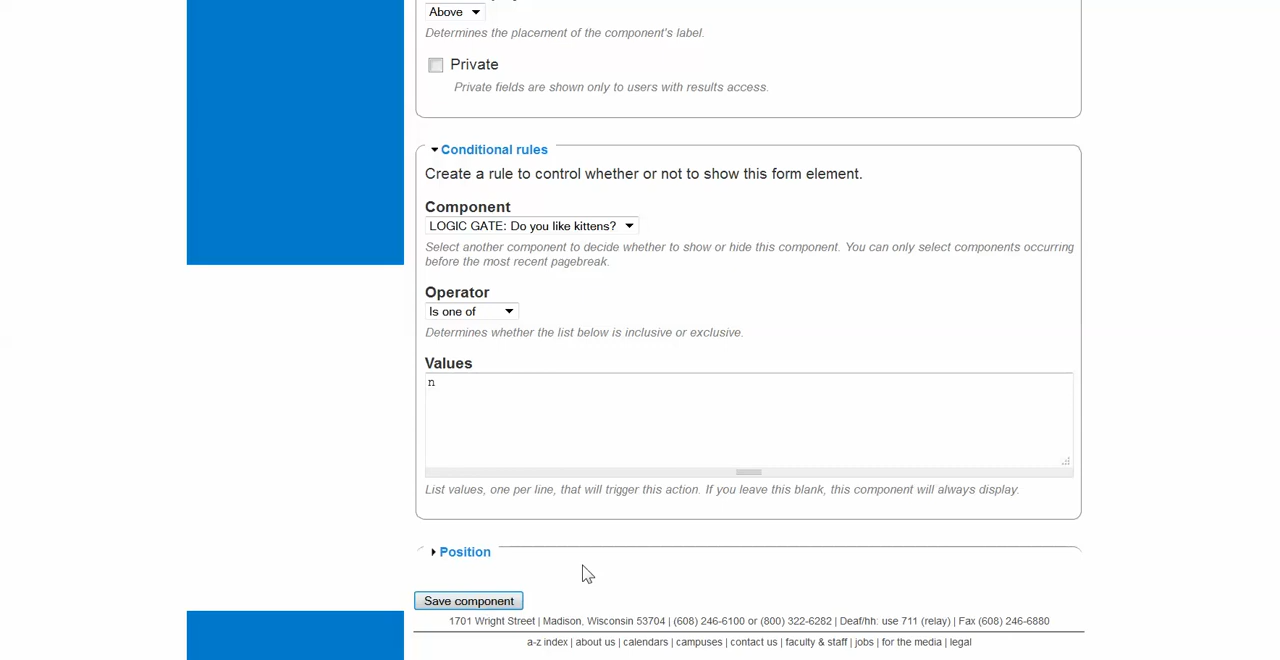 Above
Determines the placement of the component's label.
Private
Private fields are shown only to users with results access.
Conditional rules
Create a rule to control whether or not to show this form element.
Component
LOGIC GATE: Do you like kittens?
Select another component to decide whether to show or hide this component. You can only select components occurring
before the most recent pagebreak.
Operator
Is one of
Determines whether the list below is inclusive or exclusive.
Values
n
List values, one per line, that will trigger this action. If you leave this blank, this component will always display.
Position
Save component
1701 Wright Street | Madison, Wisconsin 53704 | (608) 246-6100 or (800) 322-6282 | Deaf/hh: use 711 (relay) | Fax (608) 246-6880
a-z index | about us | calendars | campuses | contact us | faculty & staff | jobs | for the media | legal